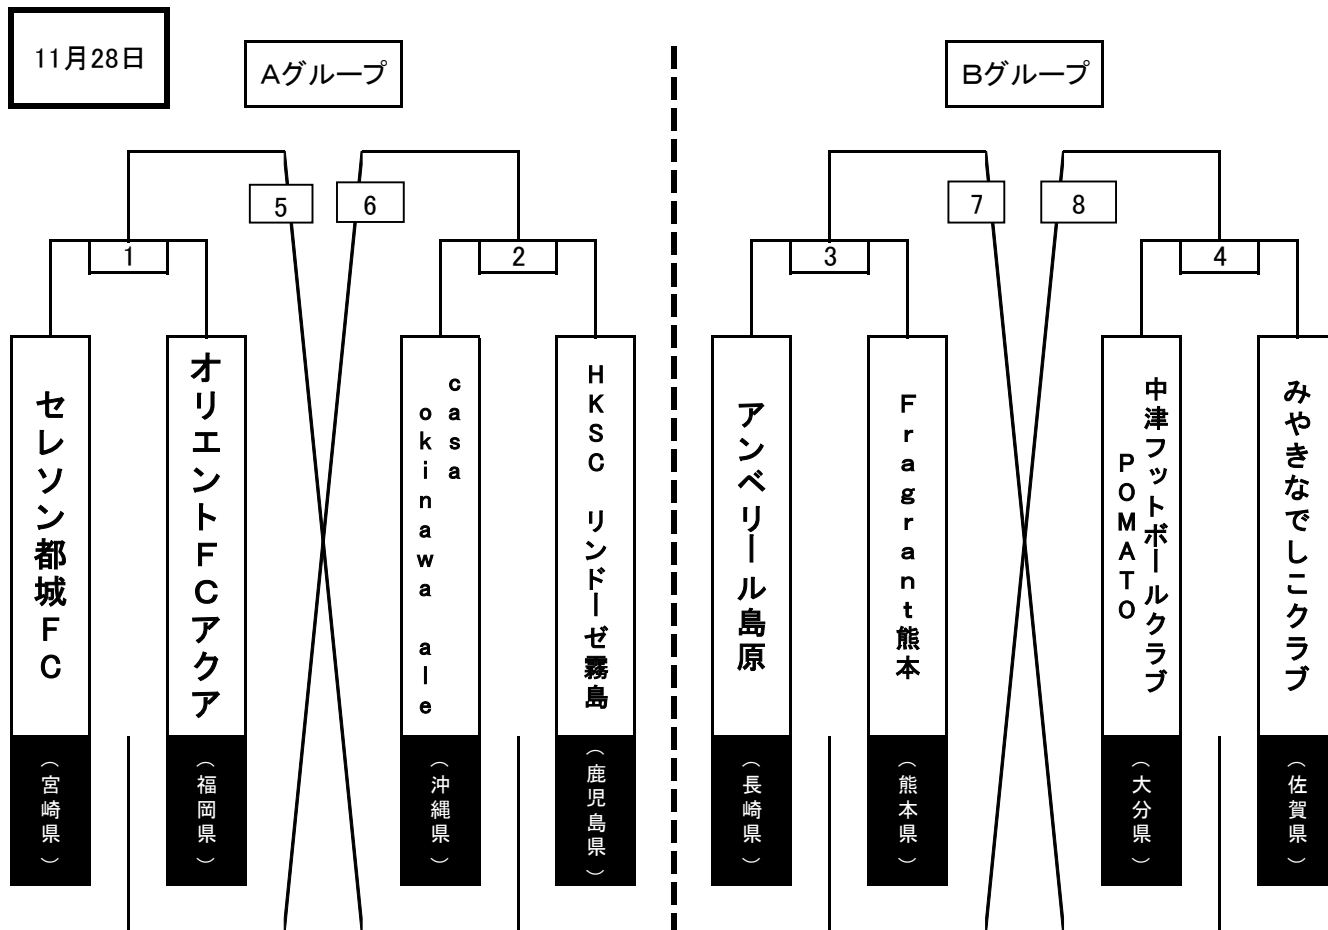 11月28日
Aグループ
Bグループ
5
6
7
8
1
2
3
4
セレソン都城FC
オリエントFCアクア
casa
okinawa ale
HKSC リンドーゼ霧島
アンベリール島原
Fragrant熊本
中津フットボールクラブ
POMATO
みやきなでしこクラブ
（宮崎県）
（福岡県）
（沖縄県）
（鹿児島県）
（長崎県）
（熊本県）
（大分県）
（佐賀県）